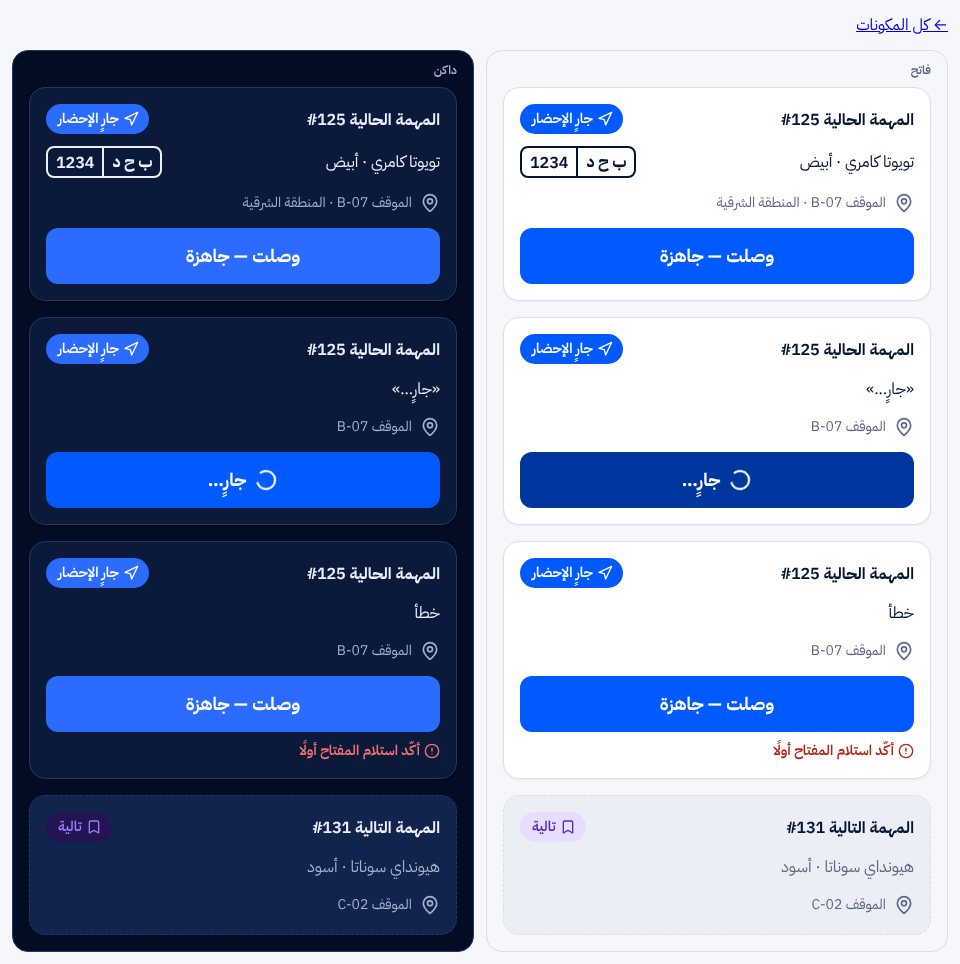 ← كل المكونات
فاتح
المهمة الحالية #125
جارٍ الإحضار
تويوتا كامري · أبيض
ب ح د 1234
الموقف B-07 · المنطقة الشرقية
وصلت — جاهزة
المهمة الحالية #125
جارٍ الإحضار
«جارٍ...»
الموقف B-07
جارٍ...
المهمة الحالية #125
جارٍ الإحضار
خطأ
الموقف B-07
وصلت — جاهزة
أكّد استلام المفتاح أولًا
المهمة التالية #131
تالية
هيونداي سوناتا · أسود
الموقف C-02
داكن
المهمة الحالية #125
جارٍ الإحضار
تويوتا كامري · أبيض
ب ح د 1234
الموقف B-07 · المنطقة الشرقية
وصلت — جاهزة
المهمة الحالية #125
جارٍ الإحضار
«جارٍ...»
الموقف B-07
جارٍ...
المهمة الحالية #125
جارٍ الإحضار
خطأ
الموقف B-07
وصلت — جاهزة
أكّد استلام المفتاح أولًا
المهمة التالية #131
تالية
هيونداي سوناتا · أسود
الموقف C-02